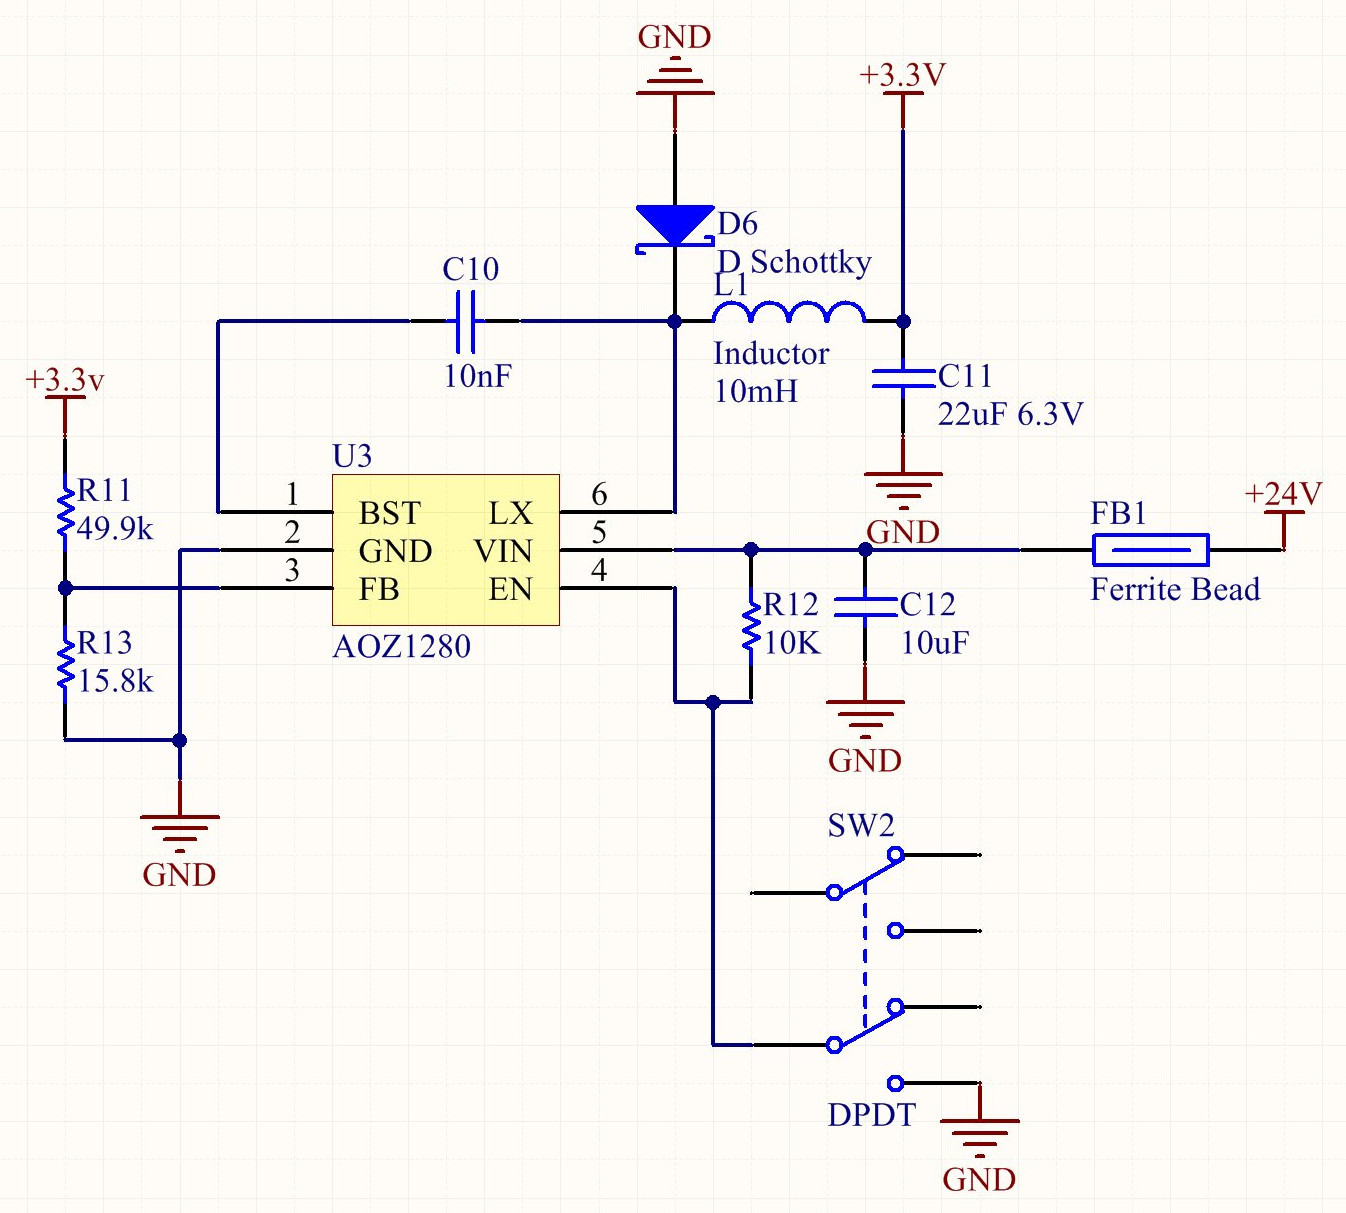 GND
+3.3V
D6
D Schottky
C10
L1
Inductor
10mH
10nF
+3.3v
C11
22uF 6.3V
U3
R11
49.9k
1
BST
LX
6
+24V
FB1
GND
2
GND
VIN
5
3
FB
EN
4
Ferrite Bead
R12
10K
C12
10uF
R13
15.8k
AOZ1280
GND
SW2
GND
DPDT
GND